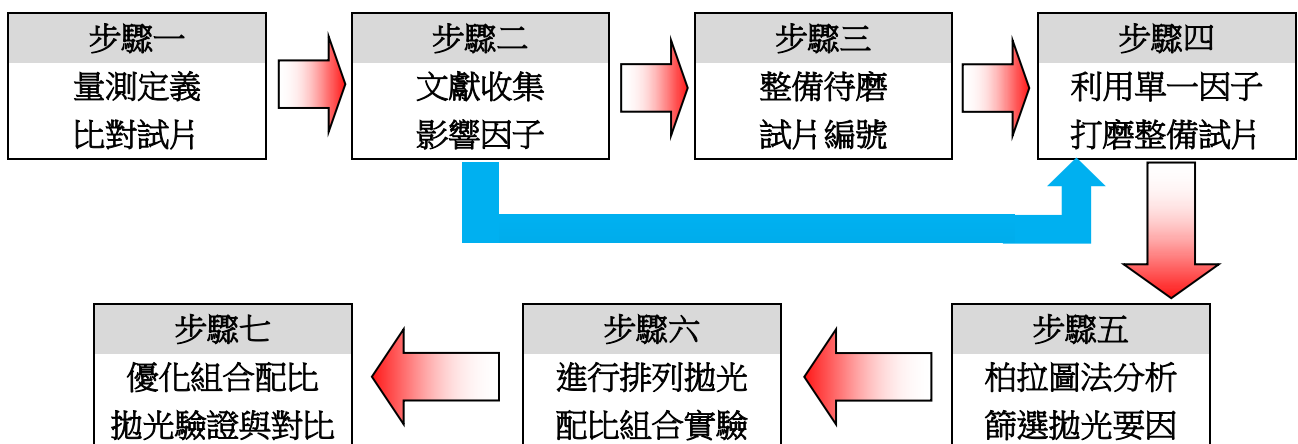 步驟一
量測定義
比對試片
步驟二
文獻收集
影響因子
步驟三
整備待磨
試片編號
步驟四
利用單一因子
打磨整備試片
步驟五
柏拉圖法分析
篩選拋光要因
步驟六
進行排列拋光
配比組合實驗
步驟七
優化組合配比
拋光驗證與對比